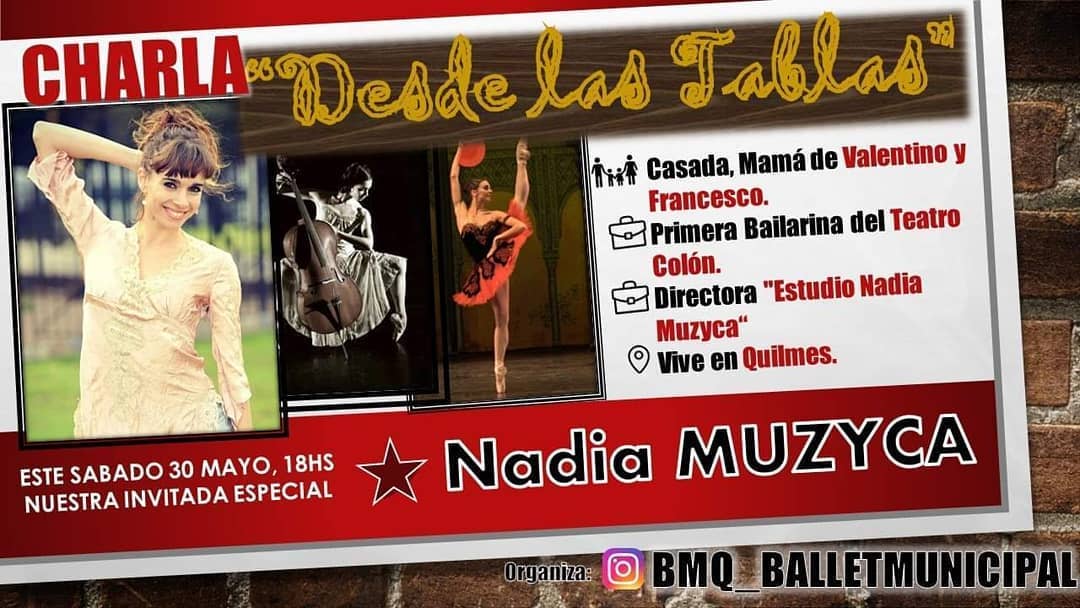 CHARLA
“Desde las Tablas”
Casada, Mamá de Valentino y
Francesco.
Primera Bailarina del Teatro
Colón.
Directora "Estudio Nadia
Muzyca“
Vive en Quilmes.
ESTE SABADO 30 MAYO, 18HS
NUESTRA INVITADA ESPECIAL
Nadia MUZYCA
Organiza: BMQ_BALLETMUNICIPAL